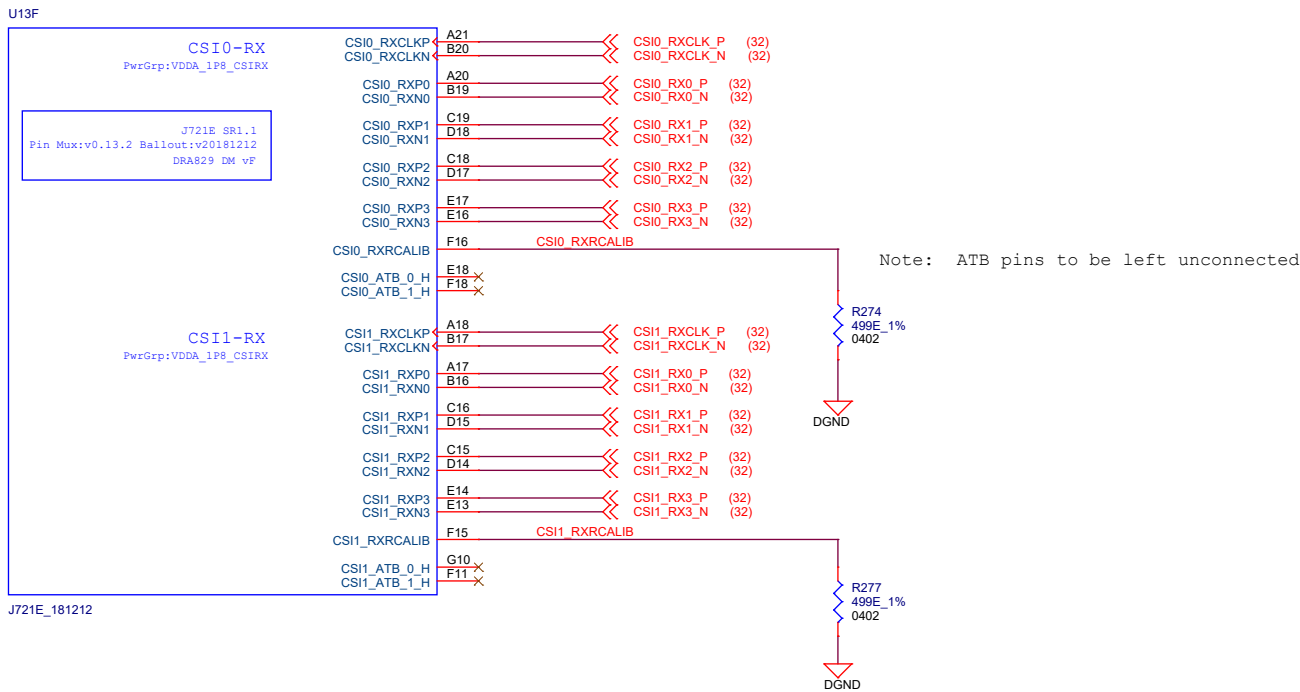 U13F
CSI0-RX
PwrGrp:VDDA_1P8_CSIRX
J721E SR1.1
Pin Mux:v0.13.2 Ballout:v20181212
DRA829 DM vF
CSI0_RXCLKP A21 CSI0_RXCLK_P (32)
CSI0_RXCLKN B20 CSI0_RXCLK_N (32)
CSI0_RXP0 A20 CSI0_RX0_P (32)
CSI0_RXN0 B19 CSI0_RX0_N (32)
CSI0_RXP1 C19 CSI0_RX1_P (32)
CSI0_RXN1 D18 CSI0_RX1_N (32)
CSI0_RXP2 C18 CSI0_RX2_P (32)
CSI0_RXN2 D17 CSI0_RX2_N (32)
CSI0_RXP3 E17 CSI0_RX3_P (32)
CSI0_RXN3 E16 CSI0_RX3_N (32)
CSI0_RXRCALIB F16 CSI0_RXRCALIB
Note: ATB pins to be left unconnected
CSI0_ATB_0_H E18
CSI0_ATB_1_H F18
R274
499E_1%
0402
DGND
CSI1-RX
PwrGrp:VDDA_1P8_CSIRX
CSI1_RXCLKP A18 CSI1_RXCLK_P (32)
CSI1_RXCLKN B17 CSI1_RXCLK_N (32)
CSI1_RXP0 A17 CSI1_RX0_P (32)
CSI1_RXN0 B16 CSI1_RX0_N (32)
CSI1_RXP1 C16 CSI1_RX1_P (32)
CSI1_RXN1 D15 CSI1_RX1_N (32)
CSI1_RXP2 C15 CSI1_RX2_P (32)
CSI1_RXN2 D14 CSI1_RX2_N (32)
CSI1_RXP3 E14 CSI1_RX3_P (32)
CSI1_RXN3 E13 CSI1_RX3_N (32)
CSI1_RXRCALIB F15 CSI1_RXRCALIB
CSI1_ATB_0_H G10
CSI1_ATB_1_H F11
R277
499E_1%
0402
DGND
J721E_181212